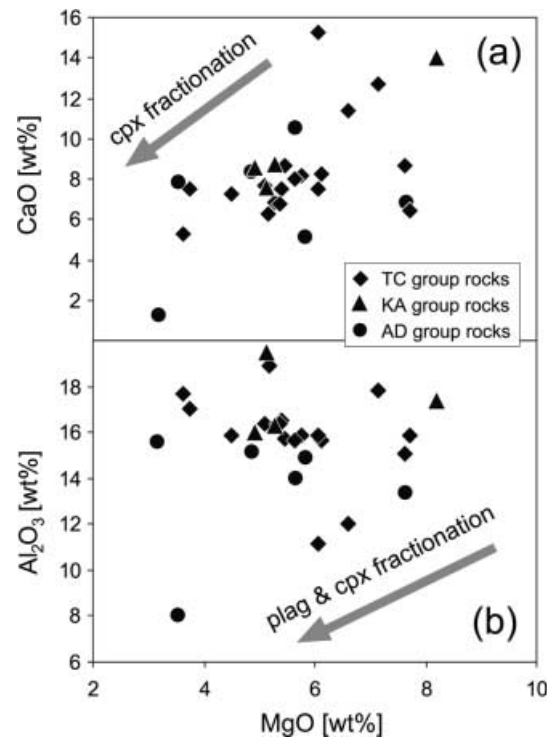 16
14
12
10
8
6
4
2
CaO [wt%]
cpx fractionation
(a)
TC group rocks
KA group rocks
AD group rocks
18
16
14
12
10
8
6
Al₂O₃ [wt%]
plag & cpx fractionation
(b)
2 4 6 8 10
MgO [wt%]